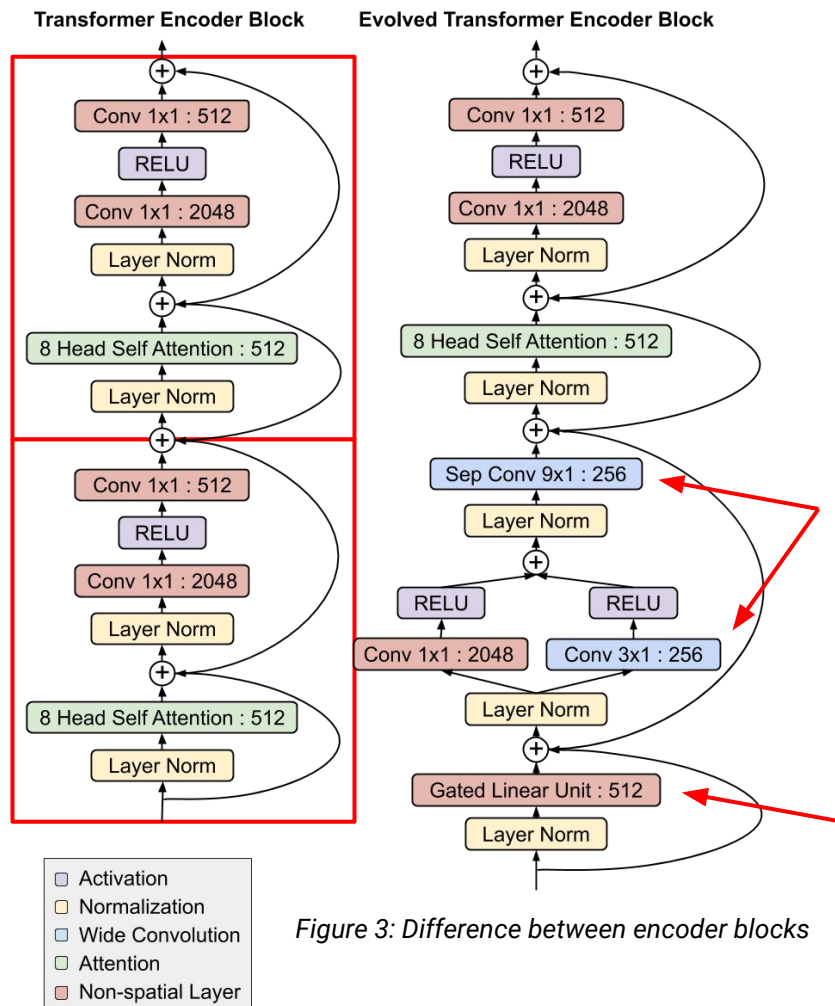 Transformer Encoder Block
+
Conv 1x1 : 512
RELU
Conv 1x1 : 2048
Layer Norm
+
8 Head Self Attention : 512
Layer Norm
+
Conv 1x1 : 512
RELU
Conv 1x1 : 2048
Layer Norm
+
8 Head Self Attention : 512
Layer Norm
Evolved Transformer Encoder Block
+
Conv 1x1 : 512
RELU
Conv 1x1 : 2048
Layer Norm
+
8 Head Self Attention : 512
Layer Norm
+
Sep Conv 9x1 : 256
Layer Norm
+
RELU
RELU
Conv 1x1 : 2048
Conv 3x1 : 256
Layer Norm
+
Gated Linear Unit : 512
Layer Norm
Activation
Normalization
Wide Convolution
Attention
Non-spatial Layer
Figure 3: Difference between encoder blocks